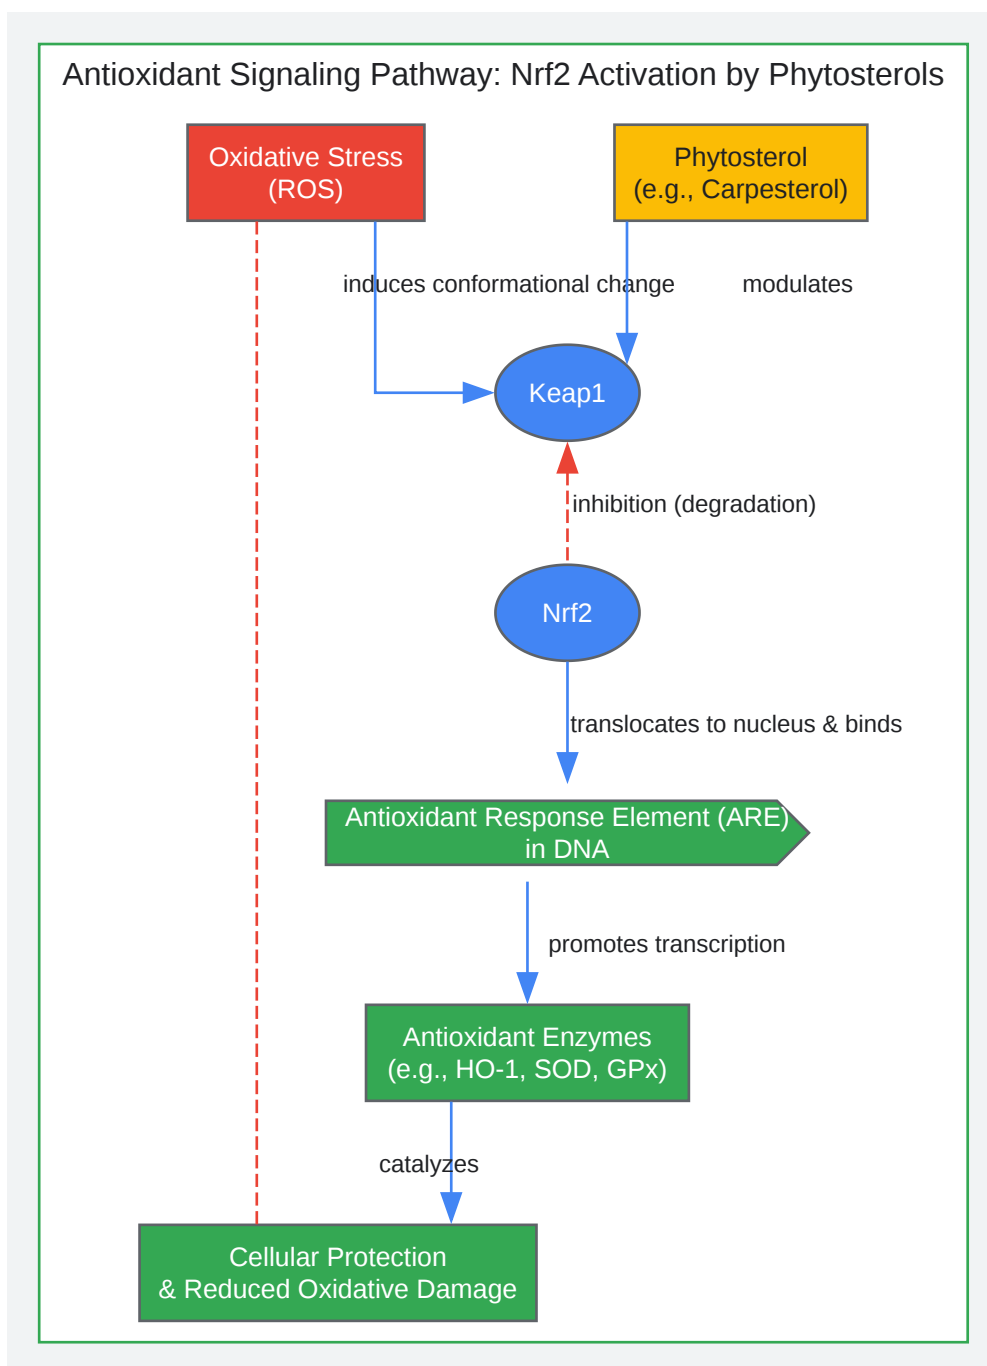 Antioxidant Signaling Pathway: Nrf2 Activation by Phytosterols
Oxidative Stress
(ROS)
Phytosterol
(e.g., Carpesterol)
induces conformational change
modulates
Keap1
inhibition (degradation)
Nrf2
translocates to nucleus & binds
Antioxidant Response Element (ARE)
in DNA
promotes transcription
Antioxidant Enzymes
(e.g., HO-1, SOD, GPx)
catalyzes
Cellular Protection
& Reduced Oxidative Damage